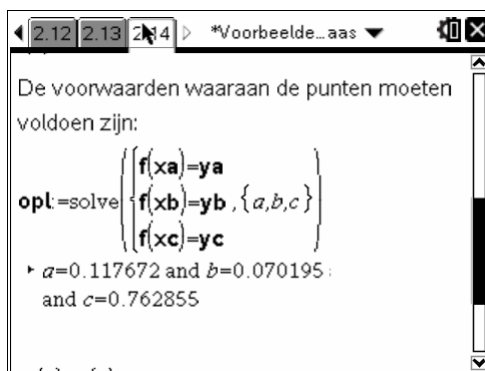 2.12 2.13 2.14 *Voorbeelde…aas
De voorwaarden waaraan de punten moeten
voldoen zijn:
f(xa)=ya
opl:=solve f(xb)=yb ,{a,b,c}
f(xc)=yc
▸ a=0.117672 and b=0.070195
and c=0.762855